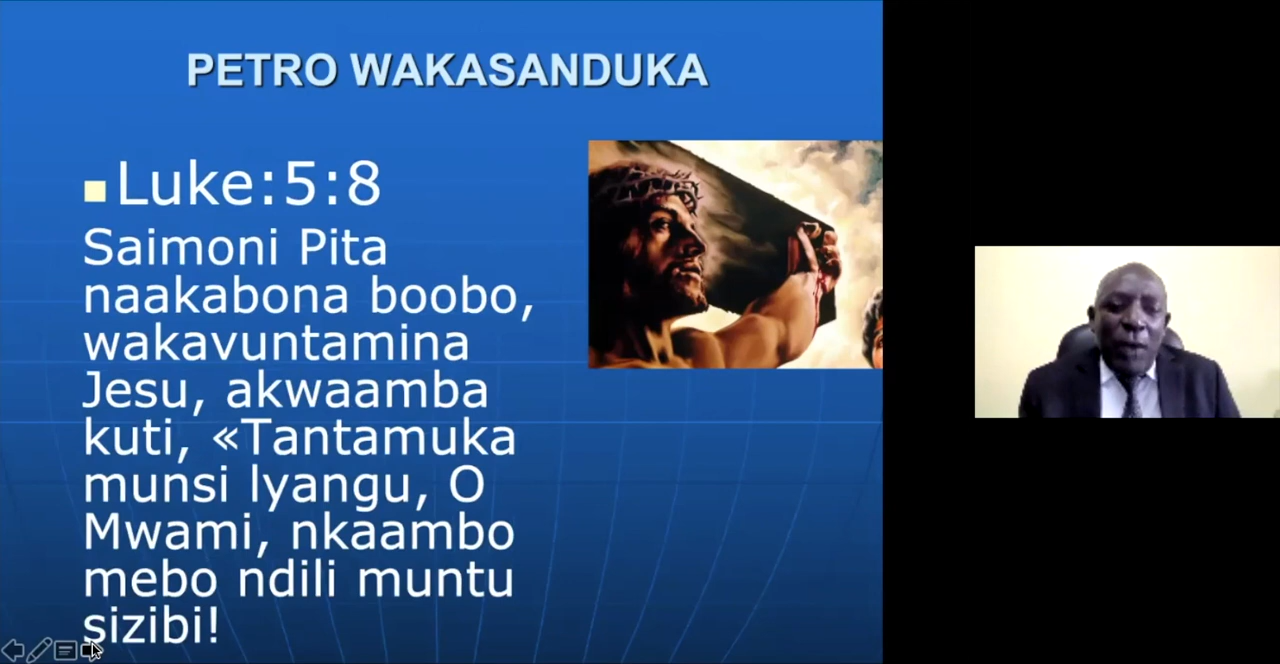 PETRO WAKASANDUKA
Luke:5:8
Saimoni Pita
naakabona boobo,
wakavuntamina
Jesu, akwaamba
kuti, «Tantamuka
munsi lyangu, O
Mwami, nkaambo
mebo ndili muntu
sizibi!